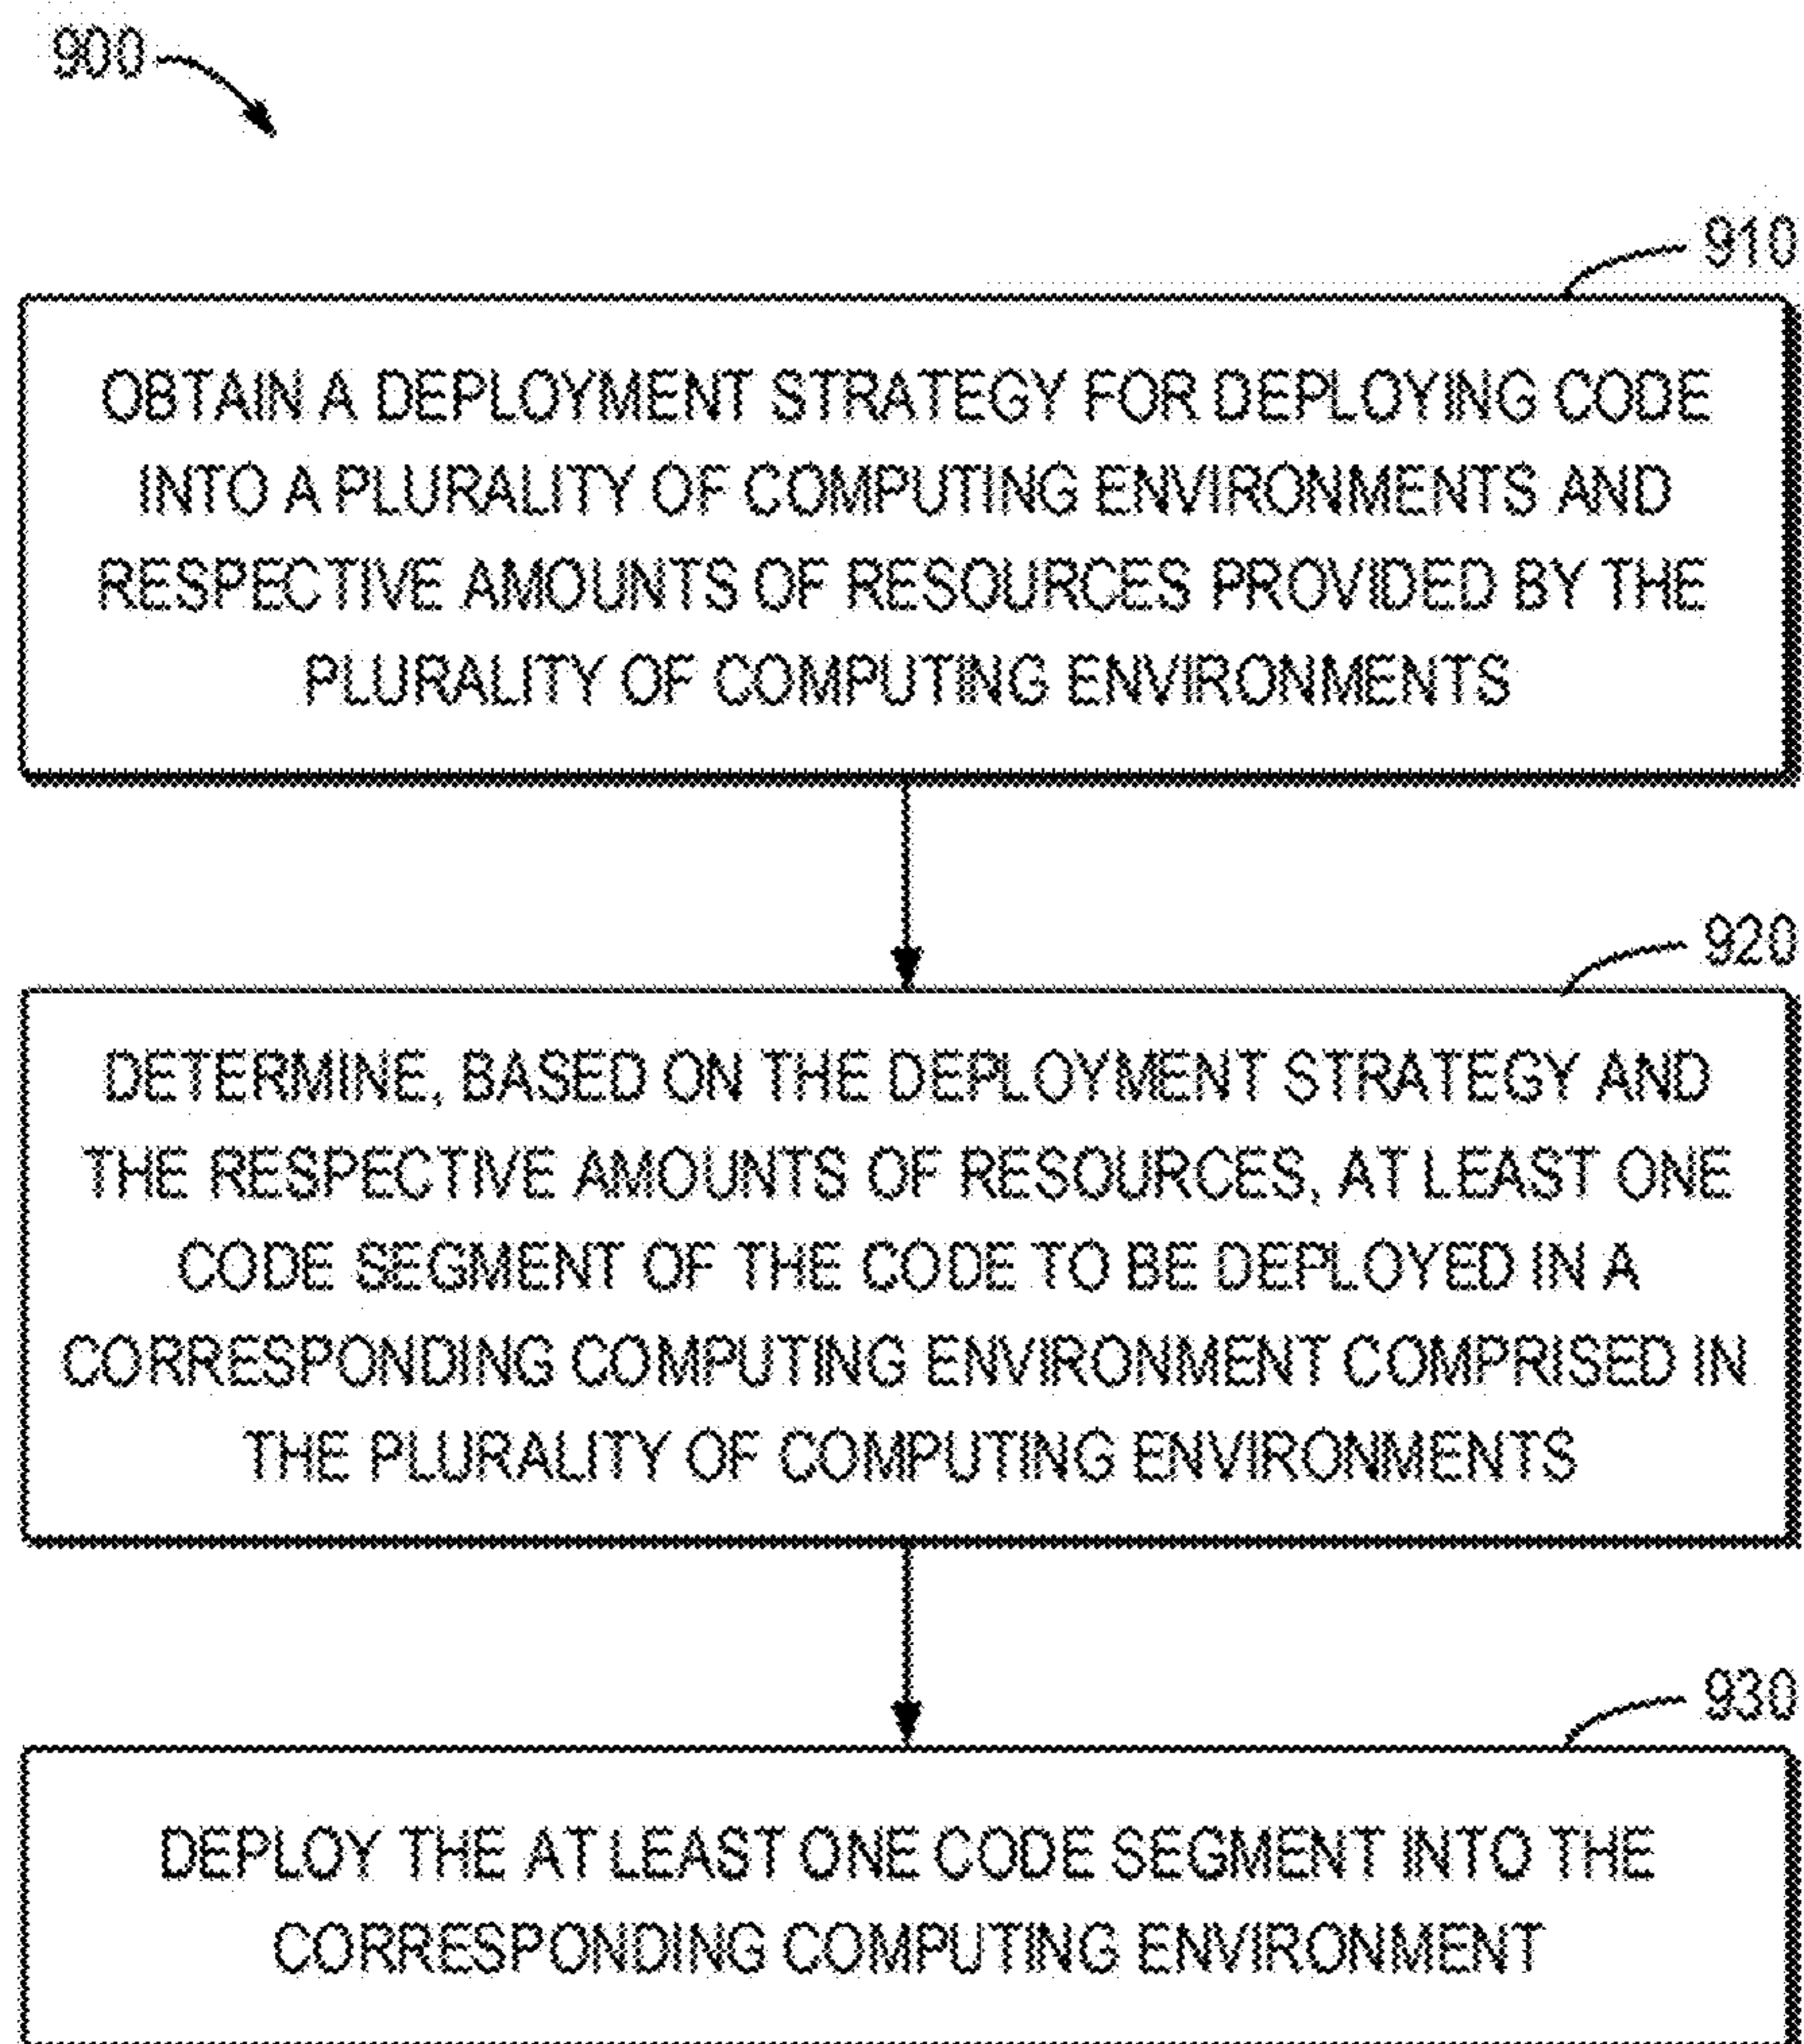 900
910
OBTAIN A DEPLOYMENT STRATEGY FOR DEPLOYING CODE
INTO A PLURALITY OF COMPUTING ENVIRONMENTS AND
RESPECTIVE AMOUNTS OF RESOURCES PROVIDED BY THE
PLURALITY OF COMPUTING ENVIRONMENTS
920
DETERMINE, BASED ON THE DEPLOYMENT STRATEGY AND
THE RESPECTIVE AMOUNTS OF RESOURCES, AT LEAST ONE
CODE SEGMENT OF THE CODE TO BE DEPLOYED IN A
CORRESPONDING COMPUTING ENVIRONMENT COMPRISED IN
THE PLURALITY OF COMPUTING ENVIRONMENTS
930
DEPLOY THE AT LEAST ONE CODE SEGMENT INTO THE
CORRESPONDING COMPUTING ENVIRONMENT